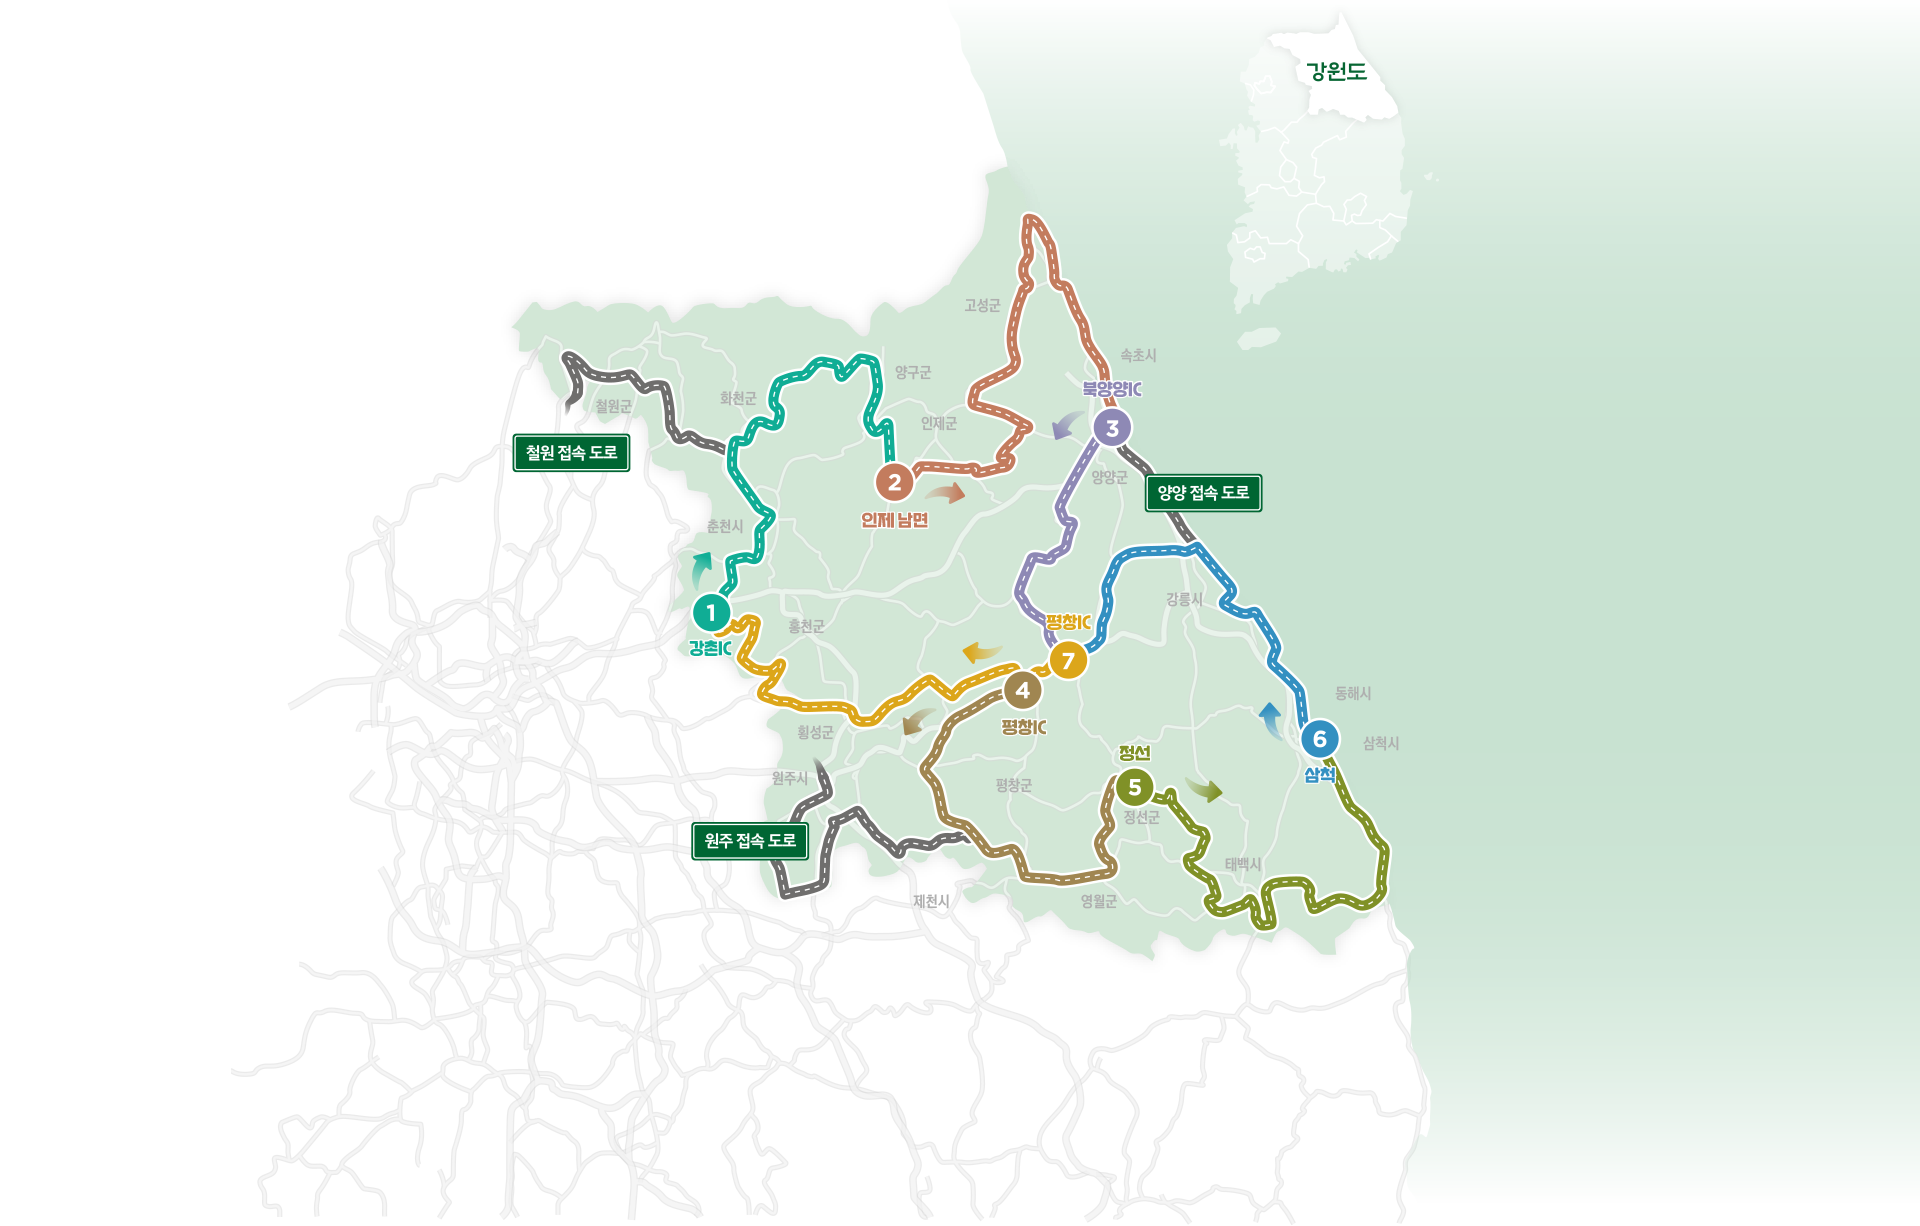 강원도
고성군
속초시
양구군
북양양IC
화천군
철원군
인제군
3
철원 접속 도로
양양군
2
양양 접속 도로
인제 남면
춘천시
강릉시
1
평창IC
홍천군
강촌IC
7
4
동해시
평창IC
횡성군
6
삼척시
정선
삼척
원주시
평창군
5
정선군
원주 접속 도로
태백시
제천시
영월군